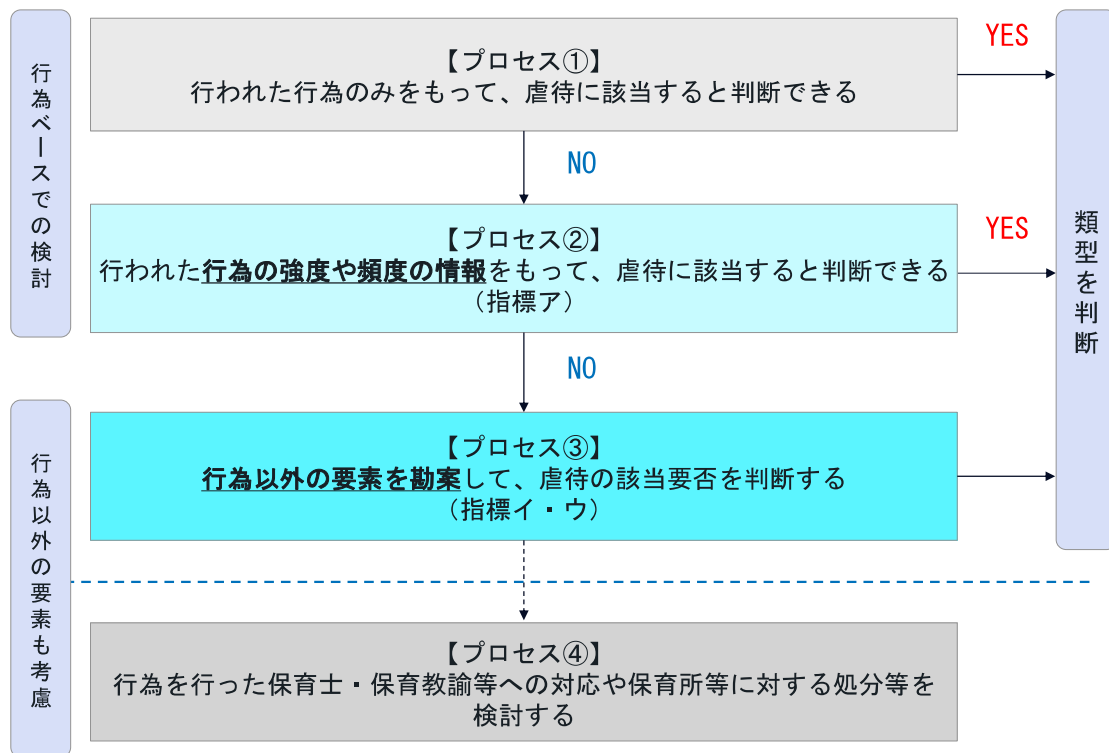 行為ベースでの検討
【プロセス①】
行われた行為のみをもって、虐待に該当すると判断できる
YES
NO
【プロセス②】
行われた行為の強度や頻度の情報をもって、虐待に該当すると判断できる
（指標ア）
YES
類型を判断
NO
行為以外の要素も考慮
【プロセス③】
行為以外の要素を勘案して、虐待の該当要否を判断する
（指標イ・ウ）
【プロセス④】
行為を行った保育士・保育教諭等への対応や保育所等に対する処分等を
検討する